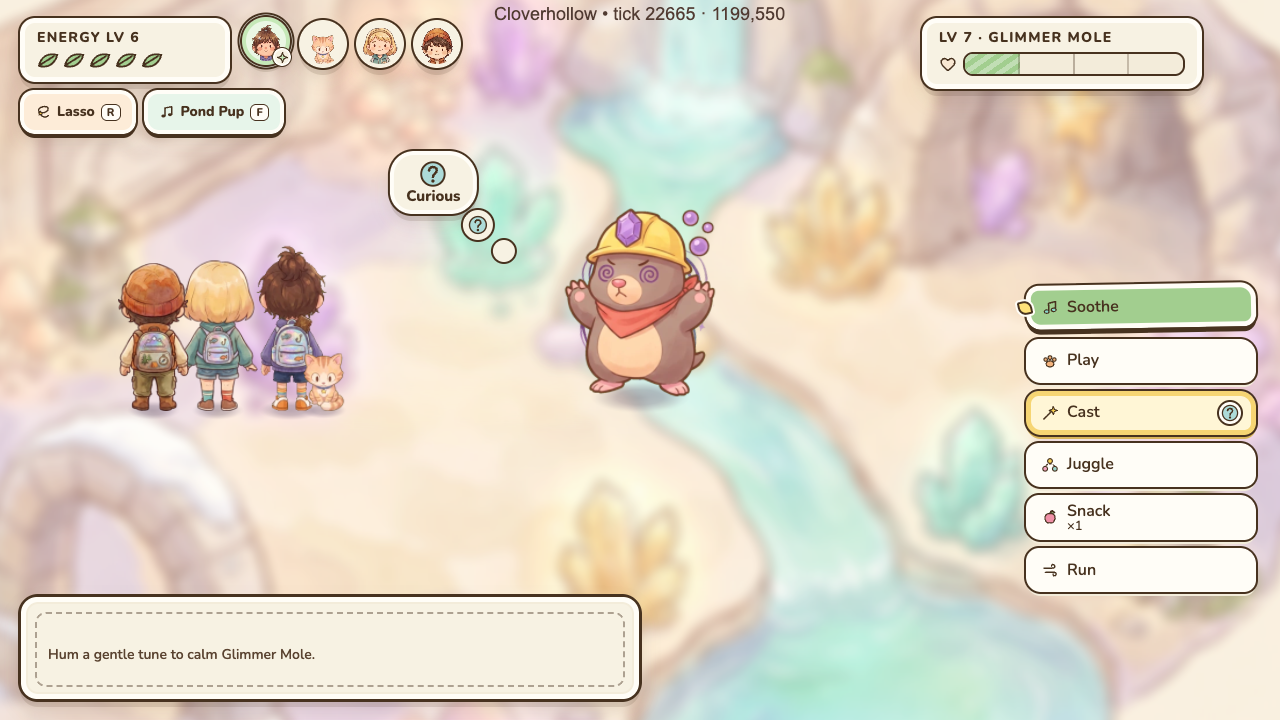 Cloverhollow • tick 22665 · 1199,550
ENERGY LV 6
LV 7 · GLIMMER MOLE
Lasso R
Pond Pup F
?
Curious
?
Soothe
Play
Cast ?
Juggle
Snack
×1
Run
Hum a gentle tune to calm Glimmer Mole.